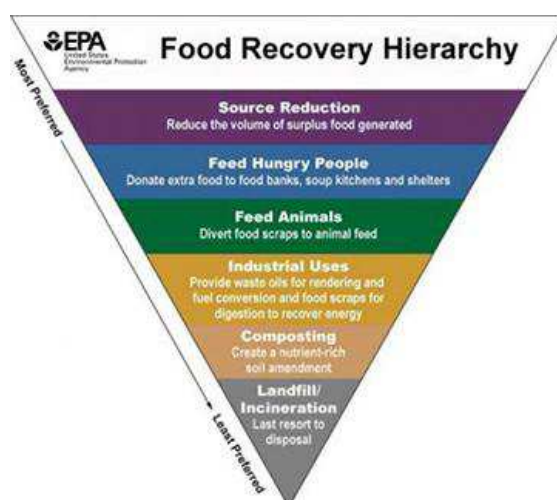 EPA
United States
Environmental Protection
Agency
Food Recovery Hierarchy
Most Preferred
Source Reduction
Reduce the volume of surplus food generated
Feed Hungry People
Donate extra food to food banks, soup kitchens and shelters
Feed Animals
Divert food scraps to animal feed
Industrial Uses
Provide waste oils for rendering and
fuel conversion and food scraps for
digestion to recover energy
Composting
Create a nutrient-rich
soil amendment
Landfill/
Incineration
Last resort to
disposal
Least Preferred